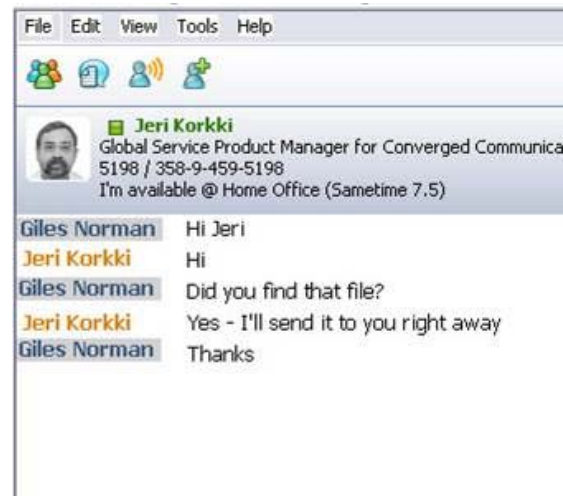 File Edit View Tools Help
Jeri Korkki
Global Service Product Manager for Converged Communica
5198 / 358-9-459-5198
I'm available @ Home Office (Sametime 7.5)
Giles Norman Hi Jeri
Jeri Korkki Hi
Giles Norman Did you find that file?
Jeri Korkki Yes - I'll send it to you right away
Giles Norman Thanks